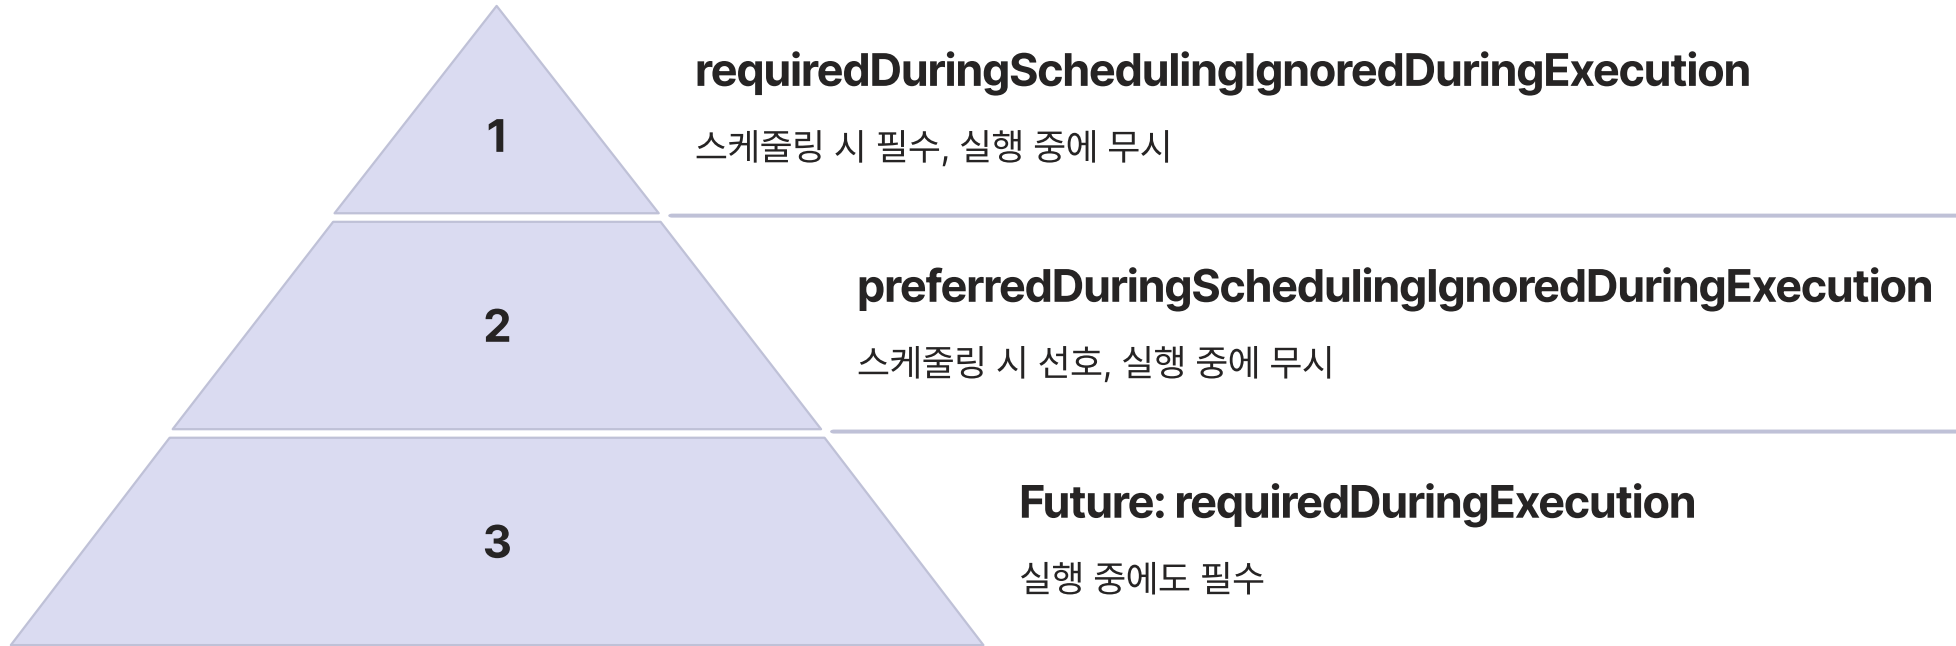 1
requiredDuringSchedulingIgnoredDuringExecution
스케줄링 시 필수, 실행 중에 무시
2
preferredDuringSchedulingIgnoredDuringExecution
스케줄링 시 선호, 실행 중에 무시
3
Future: requiredDuringExecution
실행 중에도 필수